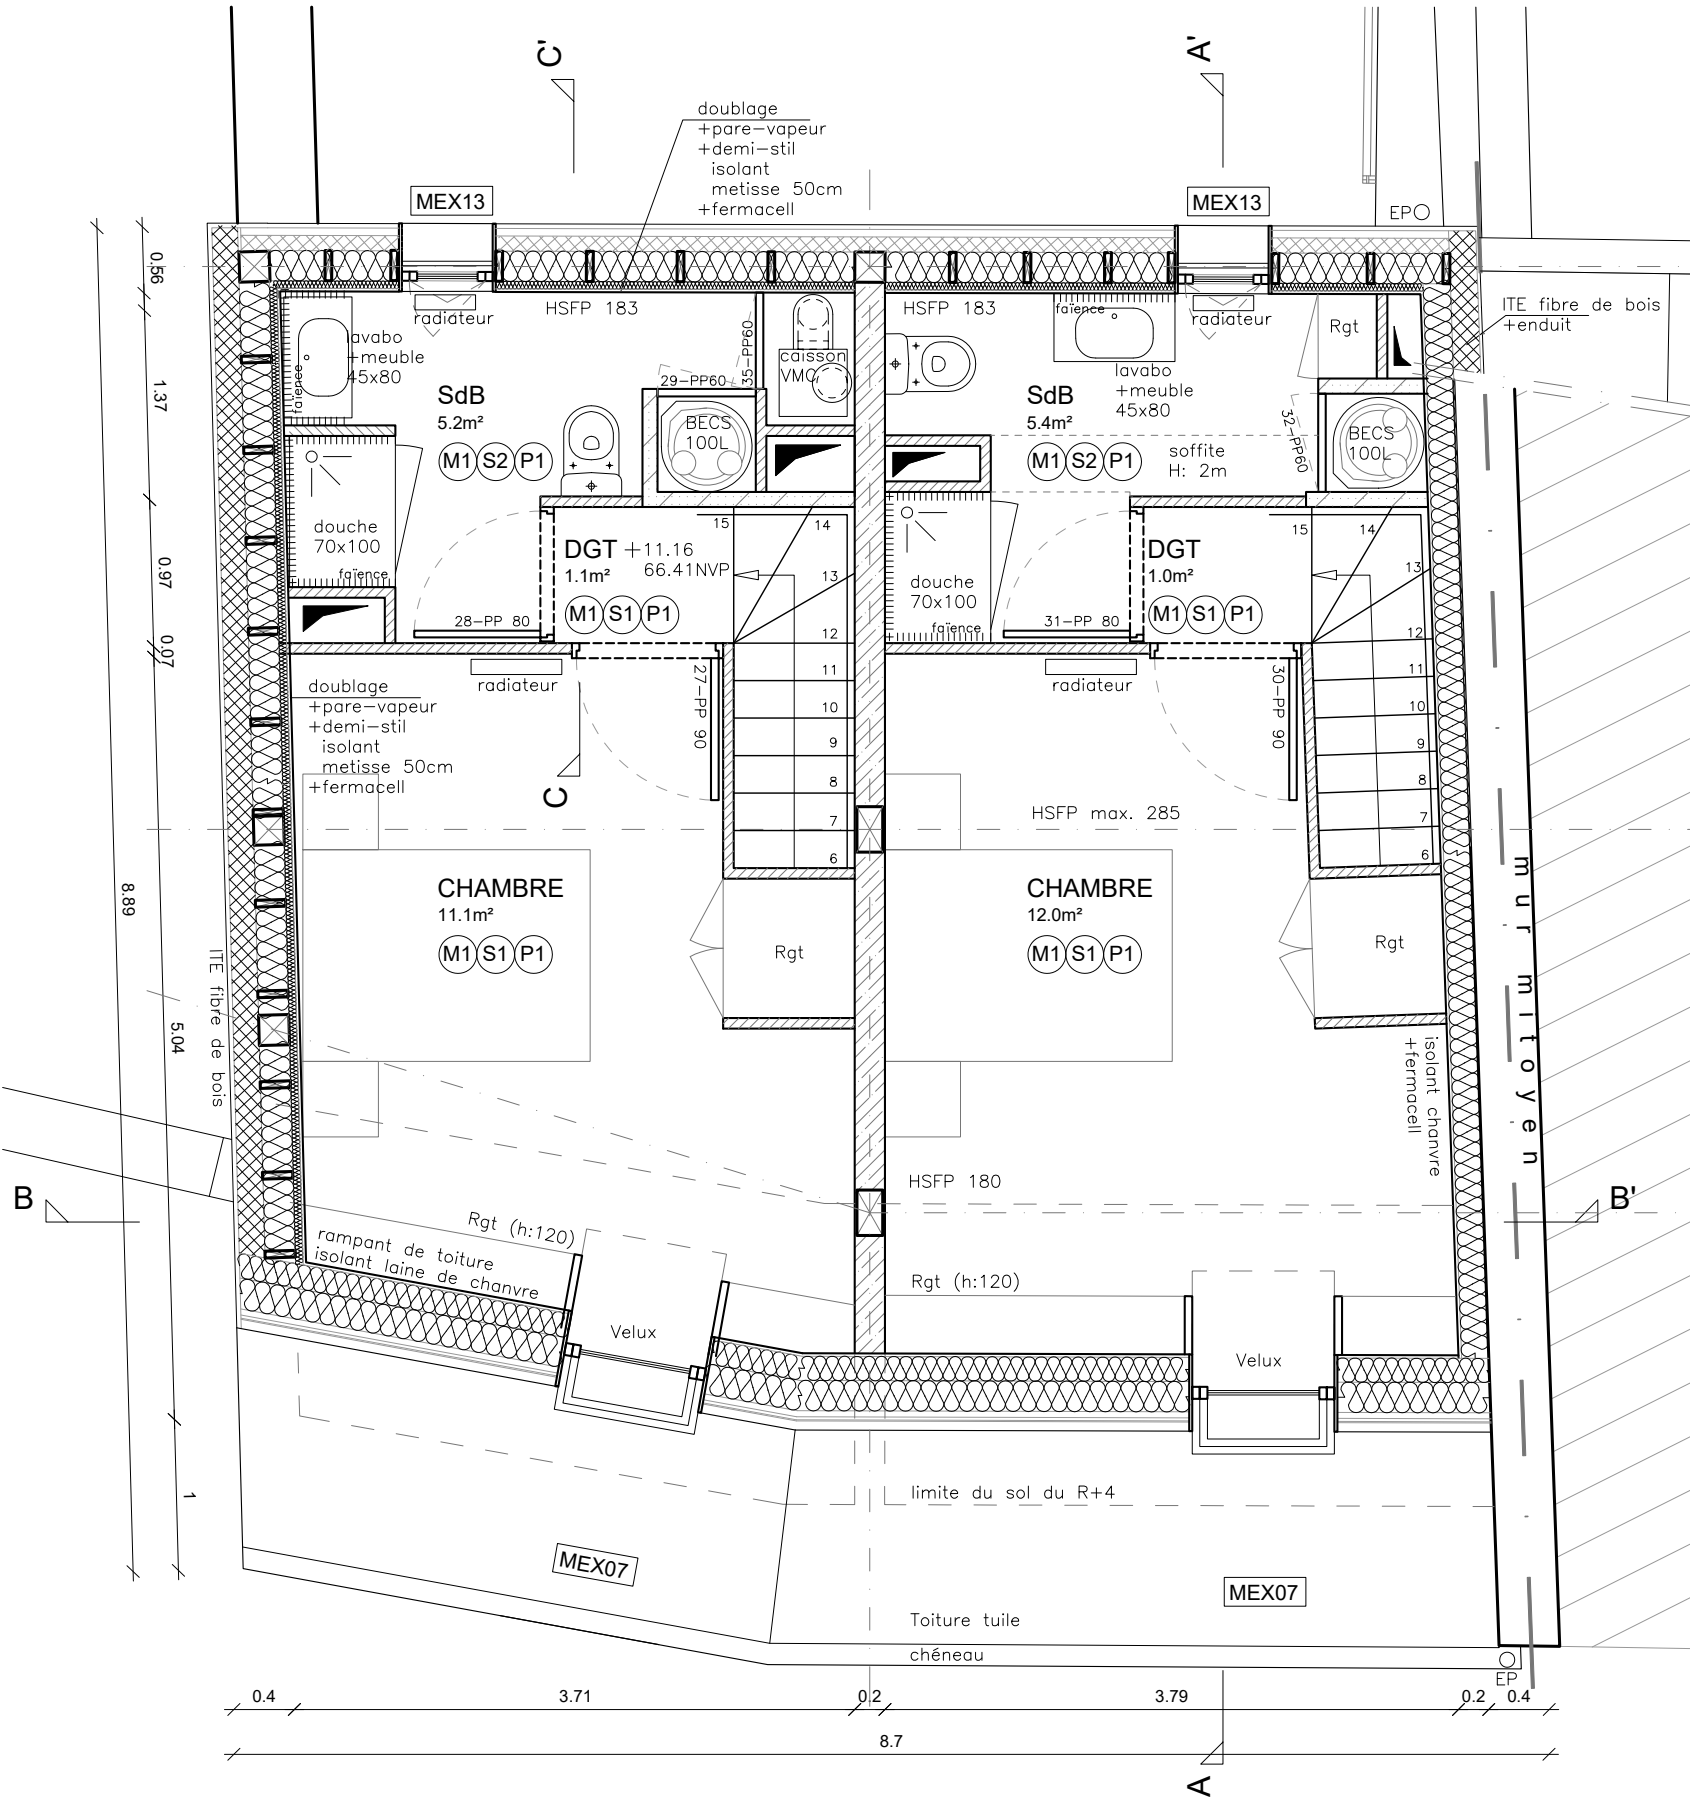 C'
A'
doublage
+pare-vapeur
+demi-stil
isolant
metisse 50cm
+fermacell
MEX13
MEX13
EP
0.56
1.37
0.97
0.07
5.04
1
8.89
HSFP 183
HSFP 183
radiateur
radiateur
lavabo
+meuble
45x80
faïence
faïence
lavabo
+meuble
45x80
Rgt
ITE fibre de bois
+enduit
35-PP60
29-PP60
caisson
VMC
SdB
5.2m²
M1 S2 P1
BECS
100L
SdB
5.4m²
M1 S2 P1
soffite
H: 2m
32-PP60
BECS
100L
douche
70x100
faïence
15
14
13
12
11
10
9
8
7
6
DGT +11.16
66.41NVP
1.1m²
M1 S1 P1
28-PP 80
27-PP 90
douche
70x100
faïence
DGT
1.0m²
M1 S1 P1
31-PP 80
30-PP 90
15
14
13
12
11
10
9
8
7
6
radiateur
radiateur
doublage
+pare-vapeur
+demi-stil
isolant
metisse 50cm
+fermacell
C
HSFP max. 285
CHAMBRE
11.1m²
M1 S1 P1
Rgt
CHAMBRE
12.0m²
M1 S1 P1
Rgt
mur mitoyen
ITE fibre de bois
isolant chanvre
+fermacell
B
B'
HSFP 180
Rgt (h:120)
rampant de toiture
isolant laine de chanvre
Rgt (h:120)
Velux
Velux
limite du sol du R+4
MEX07
MEX07
Toiture tuile
chéneau
EP
0.4
3.71
0.2
3.79
0.2
0.4
8.7
A